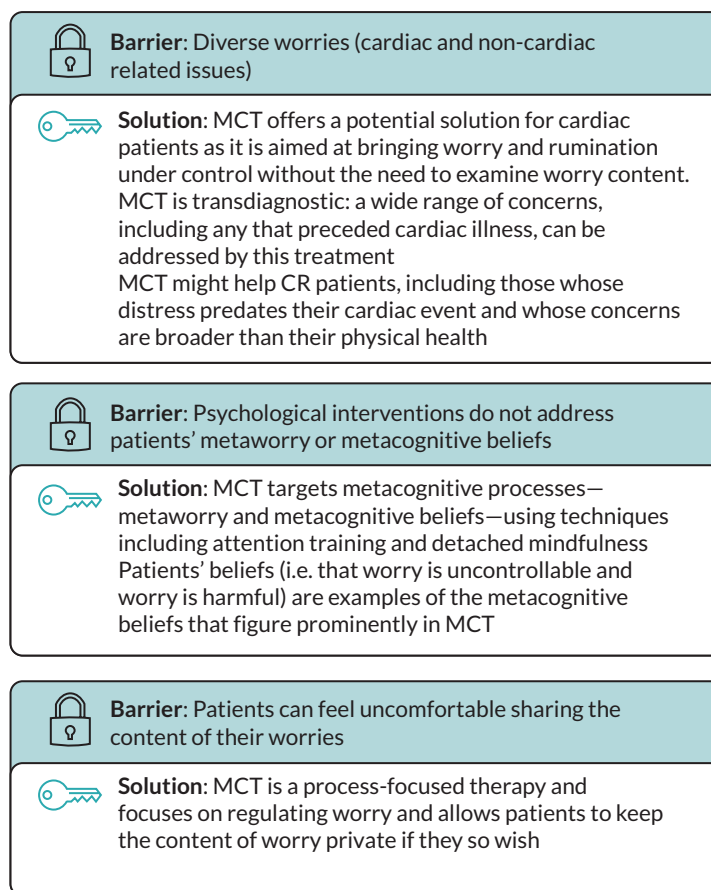 Barrier: Diverse worries (cardiac and non-cardiac
related issues)
Solution: MCT offers a potential solution for cardiac
patients as it is aimed at bringing worry and rumination
under control without the need to examine worry content.
MCT is transdiagnostic: a wide range of concerns,
including any that preceded cardiac illness, can be
addressed by this treatment
MCT might help CR patients, including those whose
distress predates their cardiac event and whose concerns
are broader than their physical health
Barrier: Psychological interventions do not address
patients’ metaworry or metacognitive beliefs
Solution: MCT targets metacognitive processes—
metaworry and metacognitive beliefs—using techniques
including attention training and detached mindfulness
Patients’ beliefs (i.e. that worry is uncontrollable and
worry is harmful) are examples of the metacognitive
beliefs that figure prominently in MCT
Barrier: Patients can feel uncomfortable sharing the
content of their worries
Solution: MCT is a process-focused therapy and
focuses on regulating worry and allows patients to keep
the content of worry private if they so wish